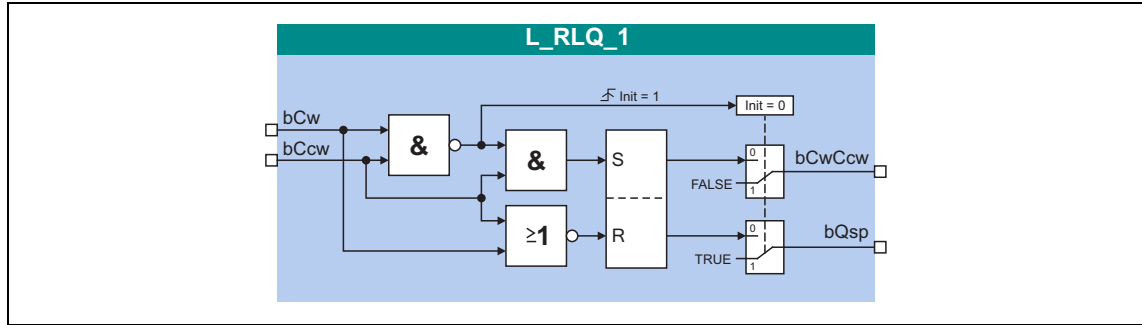 L_RLQ_1
Init = 1
Init = 0
bCw
bCcw
&
&
≥1
S
R
0
FALSE
1
bCwCcw
0
TRUE
1
bQsp